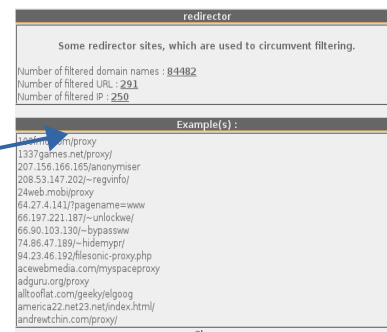 redirector
Some redirector sites, which are used to circumvent filtering.
Number of filtered domain names : 84482
Number of filtered URL : 291
Number of filtered IP : 250
Example(s) :
/proxy
1337games.net/proxy/
207.156.166.165/anonymiser
208.53.147.202/~regvinfo/
24web.mobi/proxy
64.27.4.141/?pagename=www
66.197.221.187/~unlockwe/
66.90.103.130/~bypassww
74.86.47.189/~hidemypr/
94.23.46.192/filesonic-proxy.php
acewebmedia.com/myspaceproxy
adguru.org/proxy
alltooflat.com/geeky/elgoog
america22.net23.net/index.html/
andrewtchin.com/proxy/